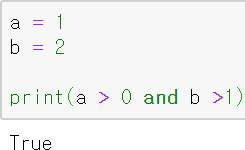 a = 1
b = 2
print(a > 0 and b >1)
True